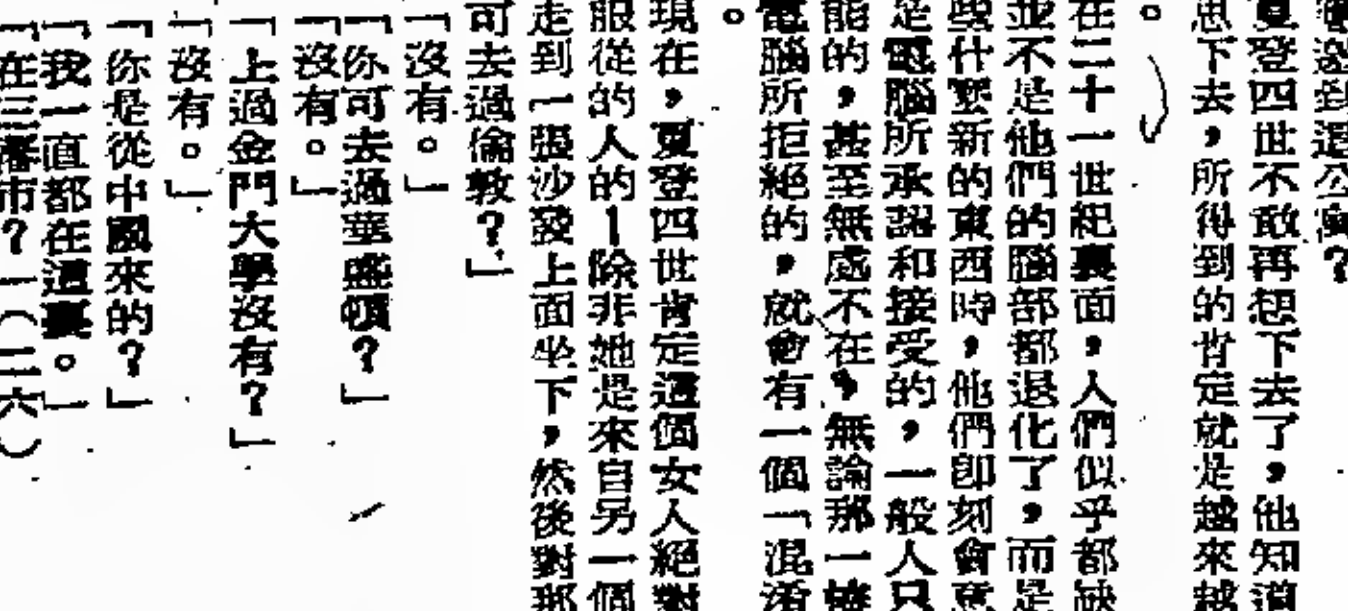 邀到這公寓？
夏登四世不敢再想下去了，他知道
思下去，所得到的肯定就是越來越
。
在二十一世紀裏面，人們似乎都缺
並不是他們的腦部都退化了，而是
些什麼新的東西時，他們卽刻會意
是電腦所承認和接受的，一般人只
能的，甚至無處不在，無論那一種
電腦所拒絕的，就會有一個「混淆
。
現在，夏登四世肯定這個女人絕對
服從的人的—除非她是來自另一個
走到一張沙發上面坐下，然後對那
可去過倫敦？」
「沒有。」
「你可去過華盛頓？」
「沒有。」
「上過金門大學沒有？」
「沒有。」
「你是從中國來的？」
「我一直都在這裏。」
「在三藩市？」（二六）